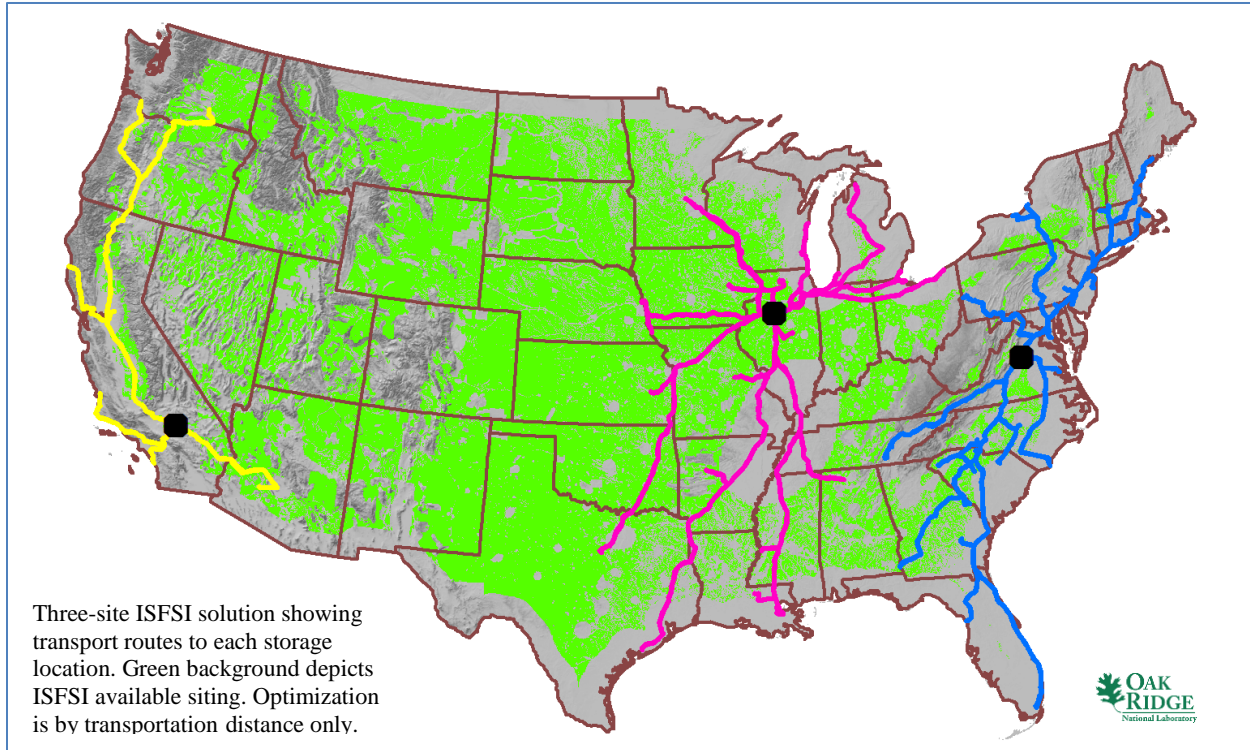 Three-site ISFSI solution showing
transport routes to each storage
location. Green background depicts
ISFSI available siting. Optimization
is by transportation distance only.
OAK
RIDGE
National Laboratory